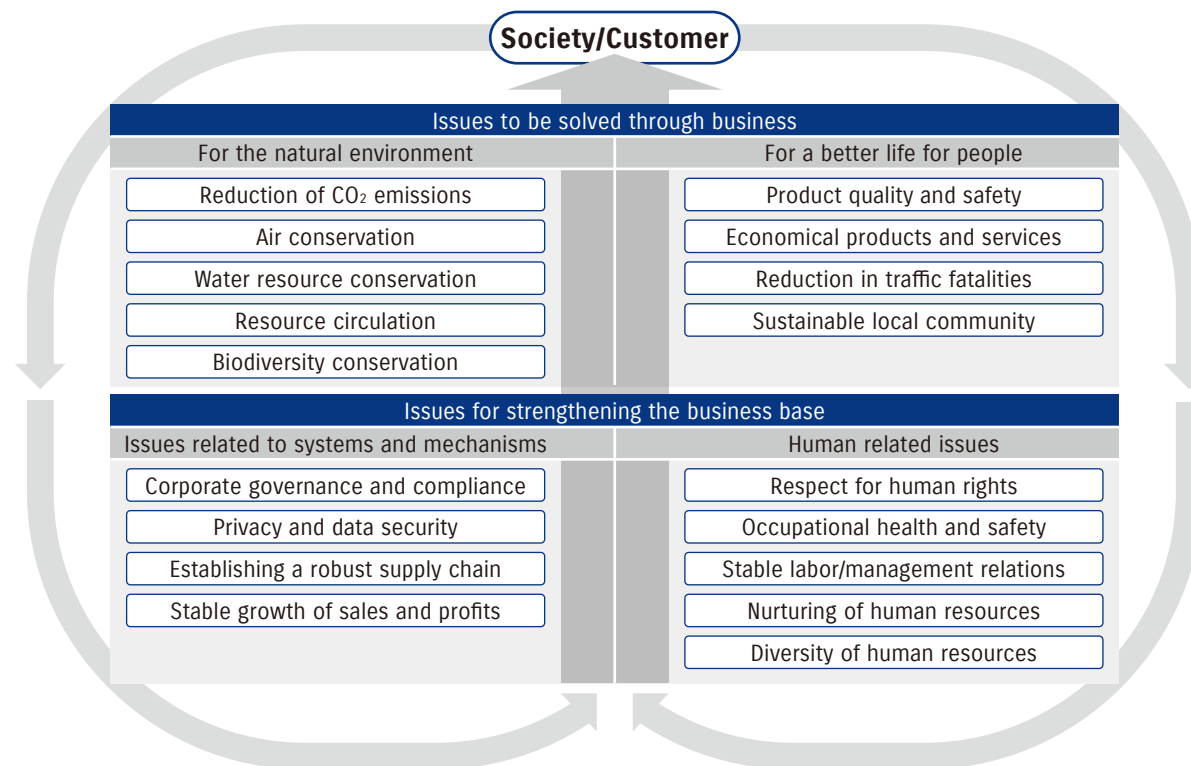 Society/Customer
Issues to be solved through business
For the natural environment
Reduction of CO₂ emissions
Air conservation
Water resource conservation
Resource circulation
Biodiversity conservation
For a better life for people
Product quality and safety
Economical products and services
Reduction in traffic fatalities
Sustainable local community
Issues for strengthening the business base
Issues related to systems and mechanisms
Corporate governance and compliance
Privacy and data security
Establishing a robust supply chain
Stable growth of sales and profits
Human related issues
Respect for human rights
Occupational health and safety
Stable labor/management relations
Nurturing of human resources
Diversity of human resources